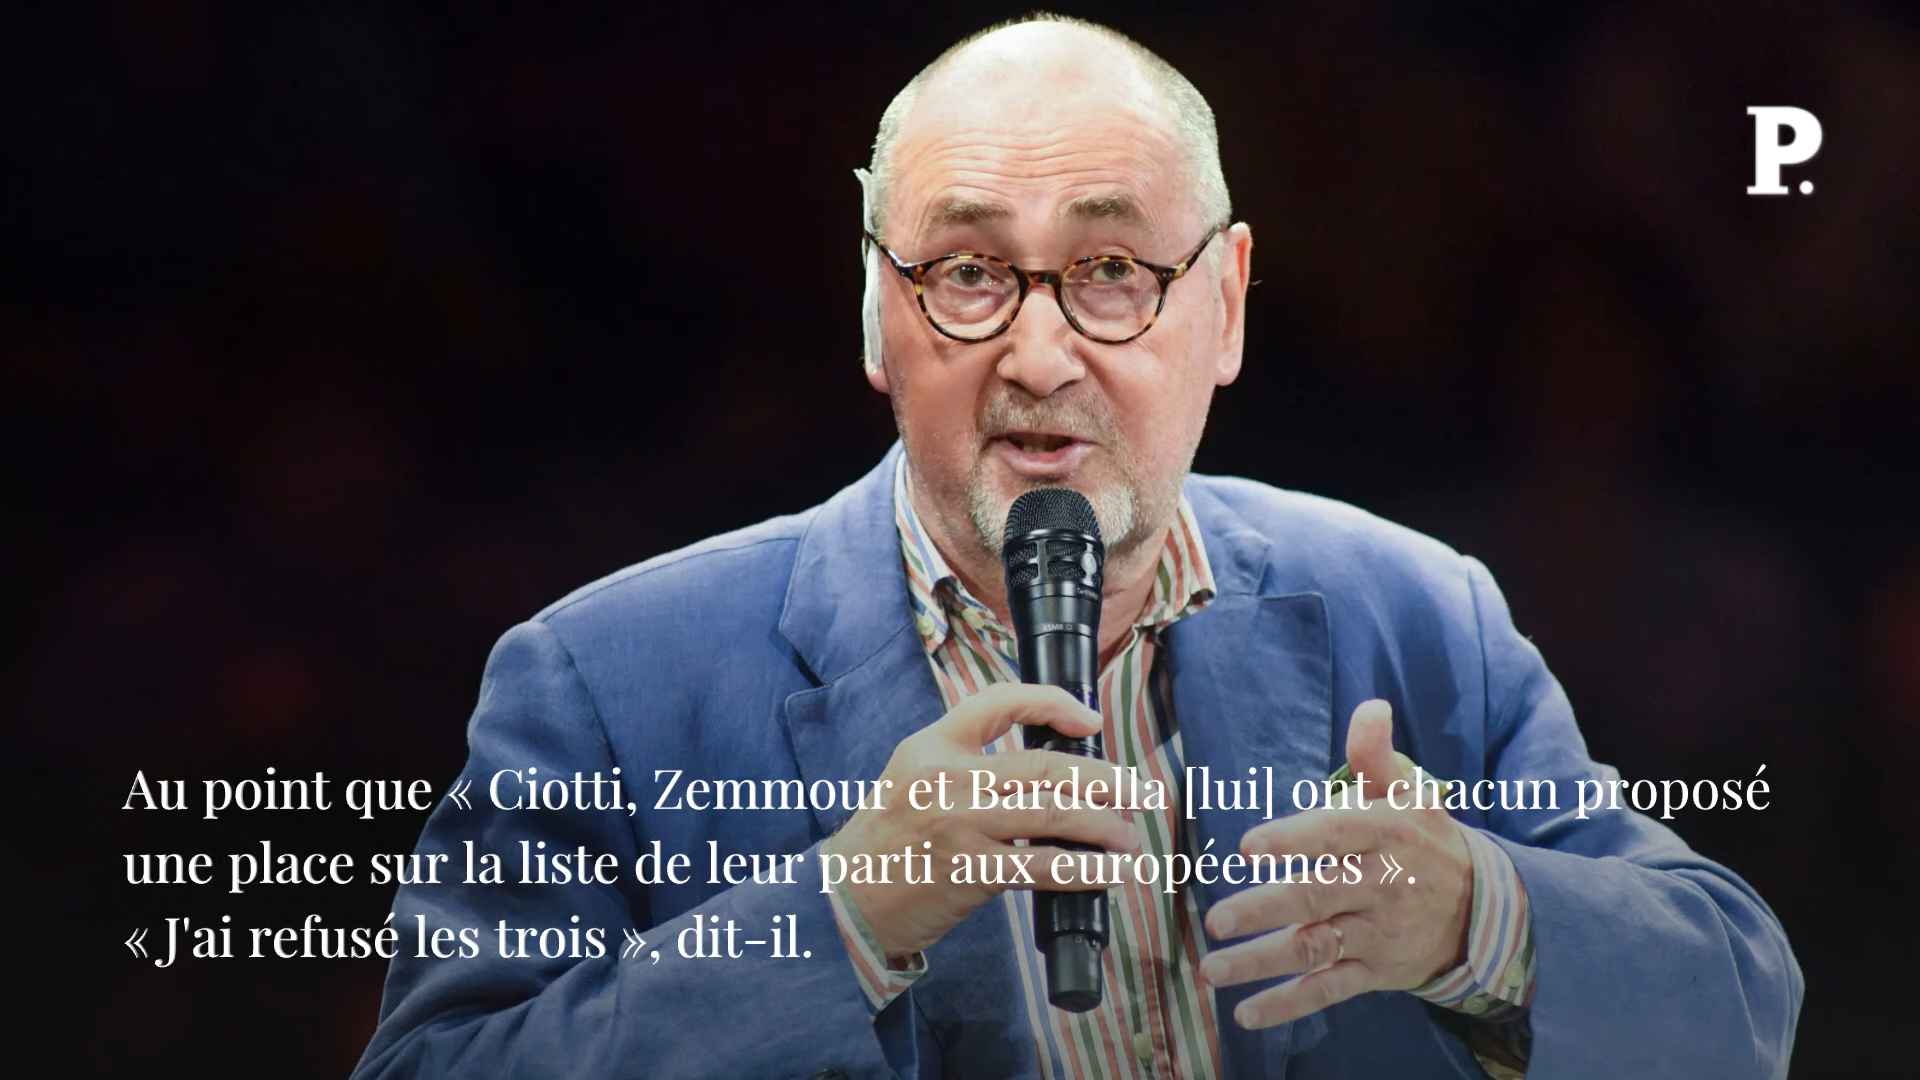 P.
Au point que « Ciotti, Zemmour et Bardella [lui] ont chacun proposé
une place sur la liste de leur parti aux européennes ».
« J'ai refusé les trois », dit-il.